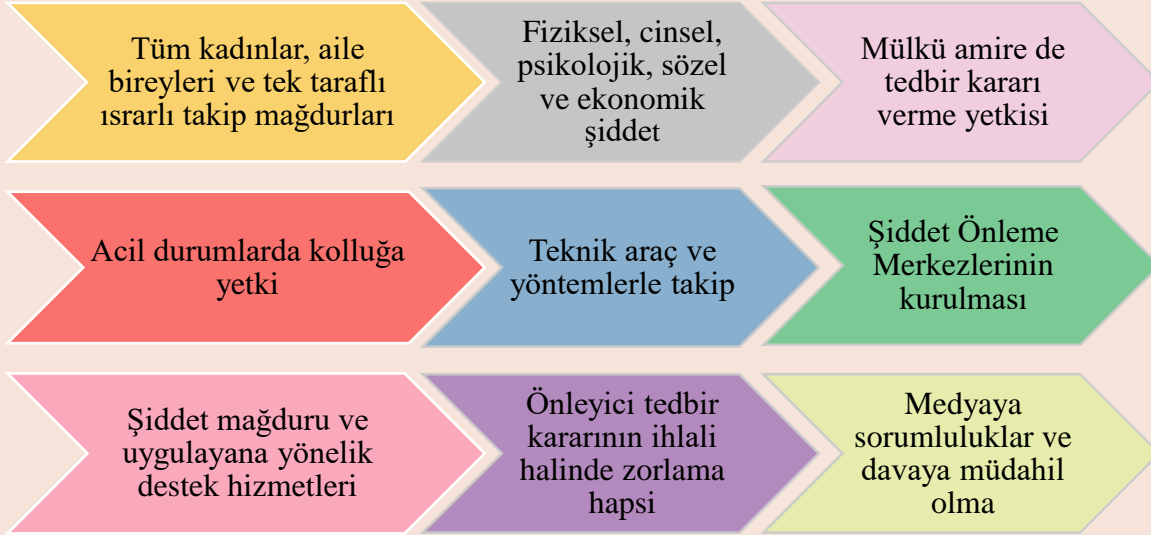 Tüm kadınlar, aile
bireyleri ve tek taraflı
ısrarlı takip mağdurları
Fiziksel, cinsel,
psikolojik, sözel
ve ekonomik
şiddet
Mülkü amire de
tedbir kararı
verme yetkisi
Acil durumlarda kolluğa
yetki
Teknik araç ve
yöntemlerle takip
Şiddet Önleme
Merkezlerinin
kurulması
Şiddet mağduru ve
uygulayana yönelik
destek hizmetleri
Önleyici tedbir
kararının ihlali
halinde zorlama
hapsi
Medyaya
sorumluluklar ve
davaya müdahil
olma